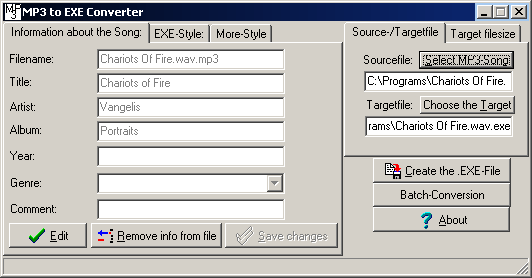 MP3 to EXE Converter
Information about the Song:
EXE-Style:
More-Style
Filename:
Chariots Of Fire.wav.mp3
Title:
Chariots of Fire
Artist:
Vangelis
Album:
Portraits
Year:
Genre:
Comment:
Edit
Remove info from file
Save changes
Source-/Targetfile
Target filesize
Sourcefile:
Select MP3-Song
C:\Programs\Chariots Of Fire.
Targetfile:
Choose the Target
rams\Chariots Of Fire.wav.exe
Create the .EXE-File
Batch-Conversion
About